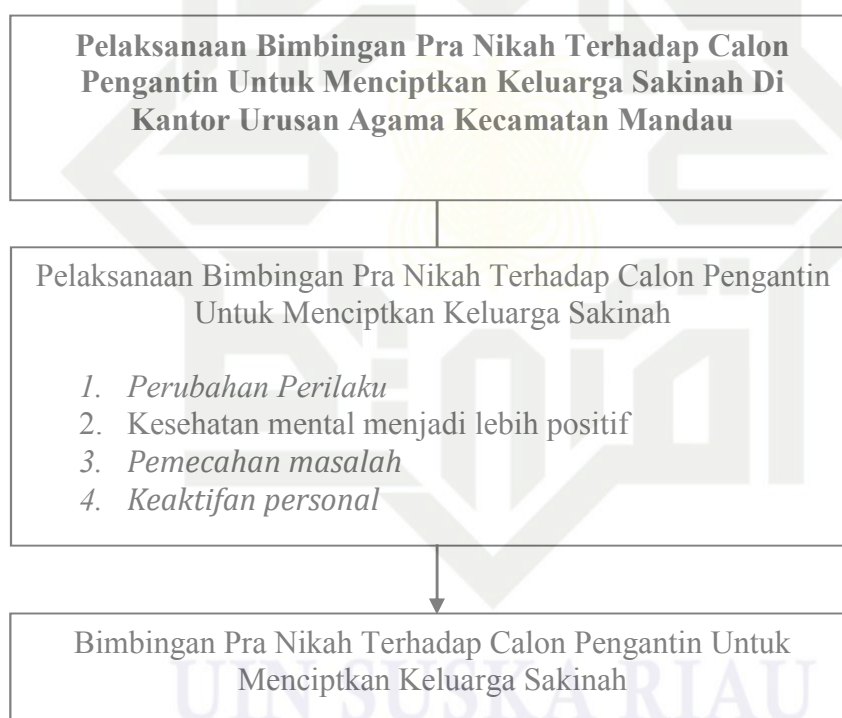 Pelaksanaan Bimbingan Pra Nikah Terhadap Calon
Pengantin Untuk Menciptkan Keluarga Sakinah Di
Kantor Urusan Agama Kecamatan Mandau
Pelaksanaan Bimbingan Pra Nikah Terhadap Calon Pengantin
Untuk Menciptkan Keluarga Sakinah
1. Perubahan Perilaku
2. Kesehatan mental menjadi lebih positif
3. Pemecahan masalah
4. Keaktifan personal
Bimbingan Pra Nikah Terhadap Calon Pengantin Untuk
Menciptkan Keluarga Sakinah
UIN SUSKA RIAU